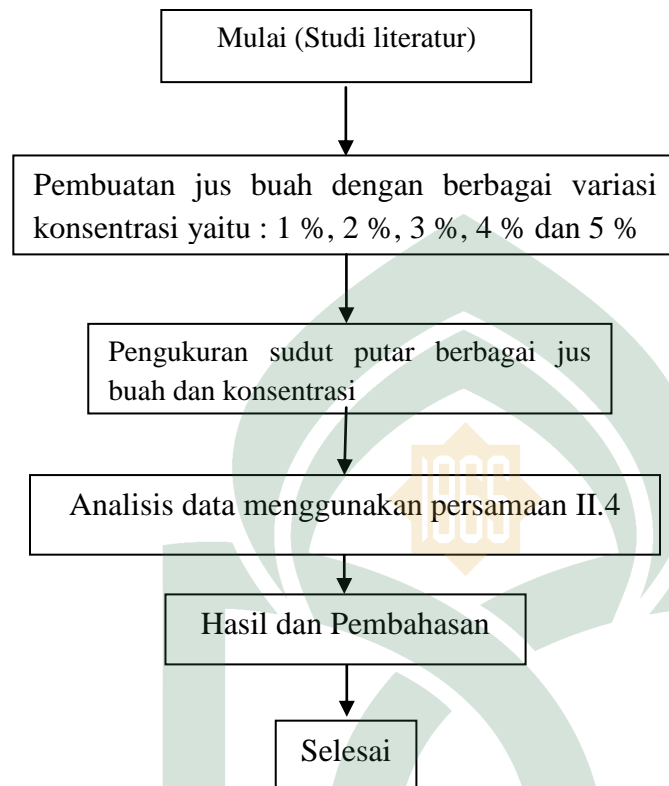 Mulai (Studi literatur)
Pembuatan jus buah dengan berbagai variasi
konsentrasi yaitu : 1 %, 2 %, 3 %, 4 % dan 5 %
Pengukuran sudut putar berbagai jus
buah dan konsentrasi
Analisis data menggunakan persamaan II.4
1965
Hasil dan Pembahasan
Selesai